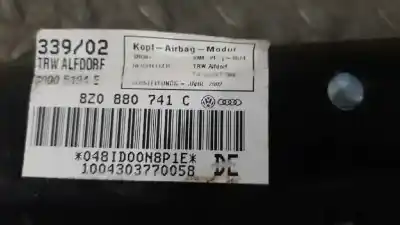 339/02
TRW ALFDORF
Kopf-Airbag-Modul
TRW Alfdorf
8Z0 880 741 C
*048ID00N8P1E*
1004303770058
DE